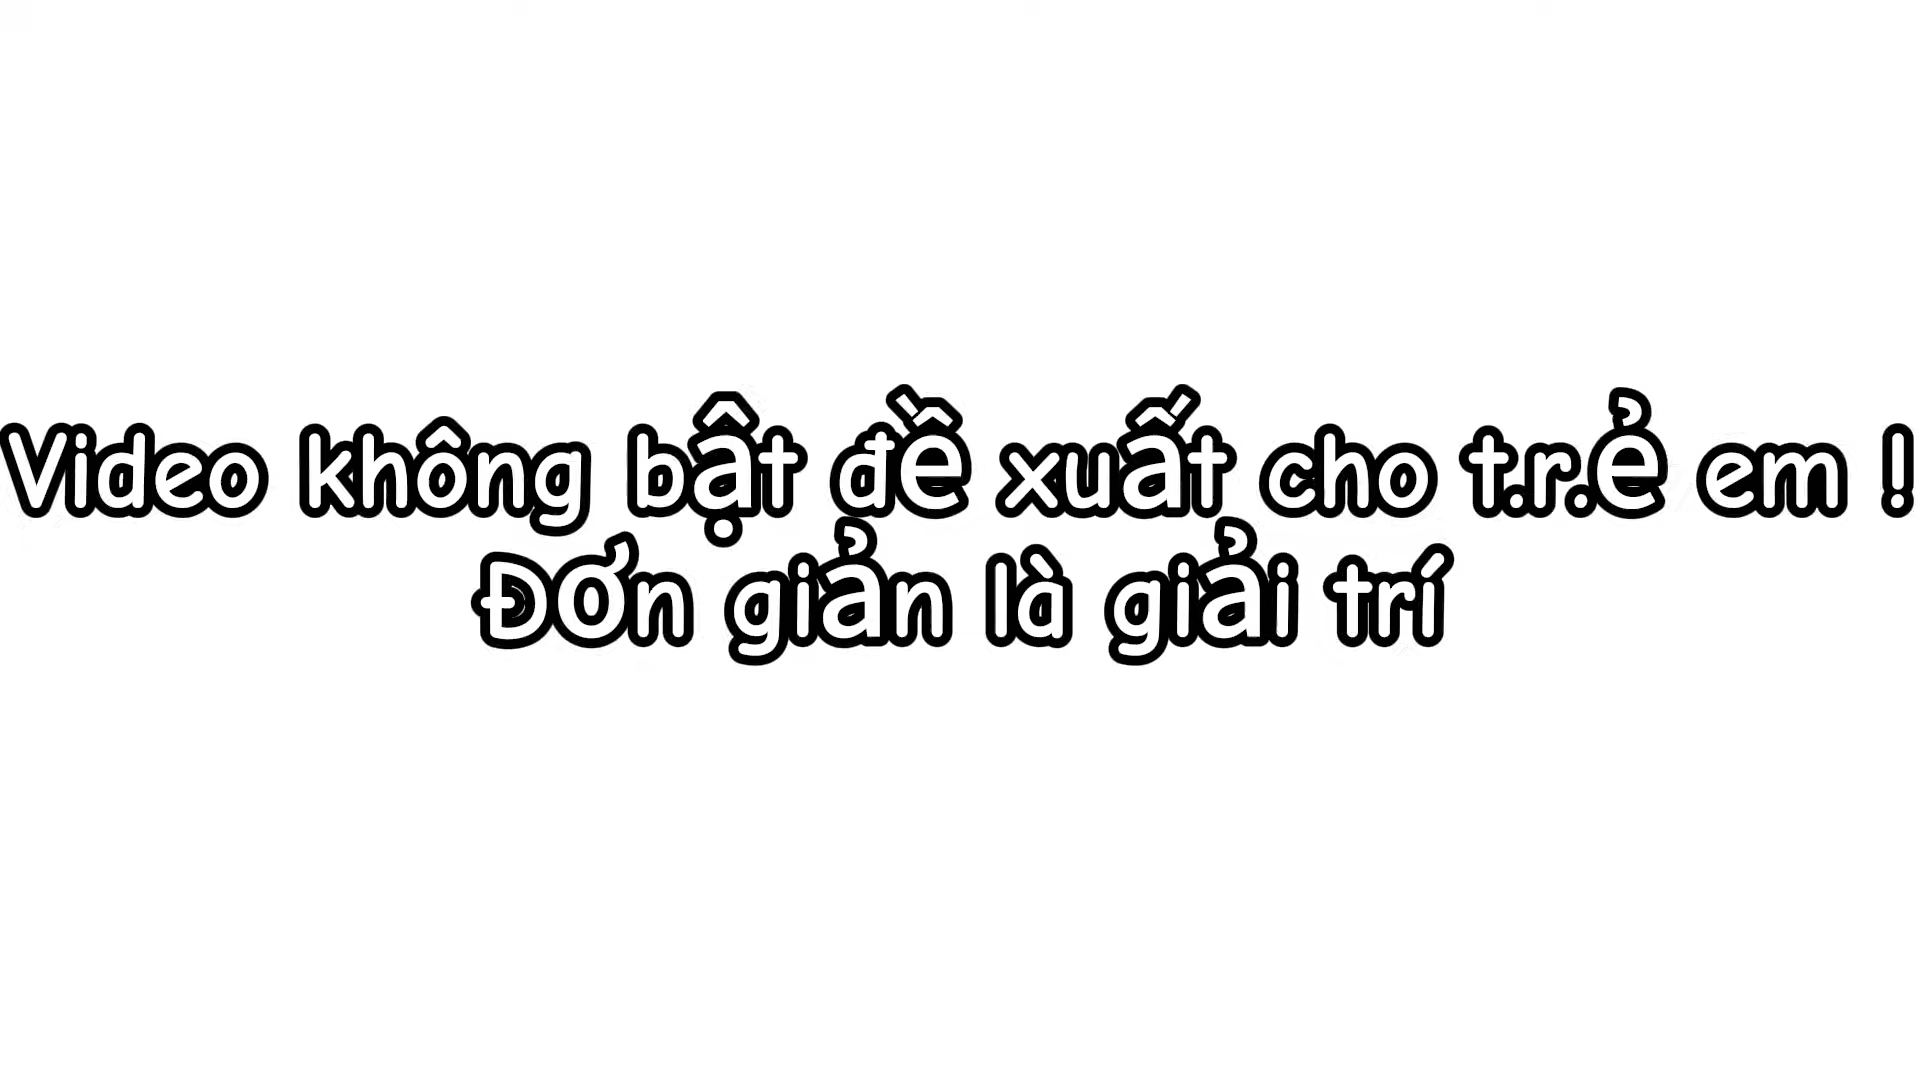 Video không bật đề xuất cho t.r.ẻ em !
Đơn giản là giải trí